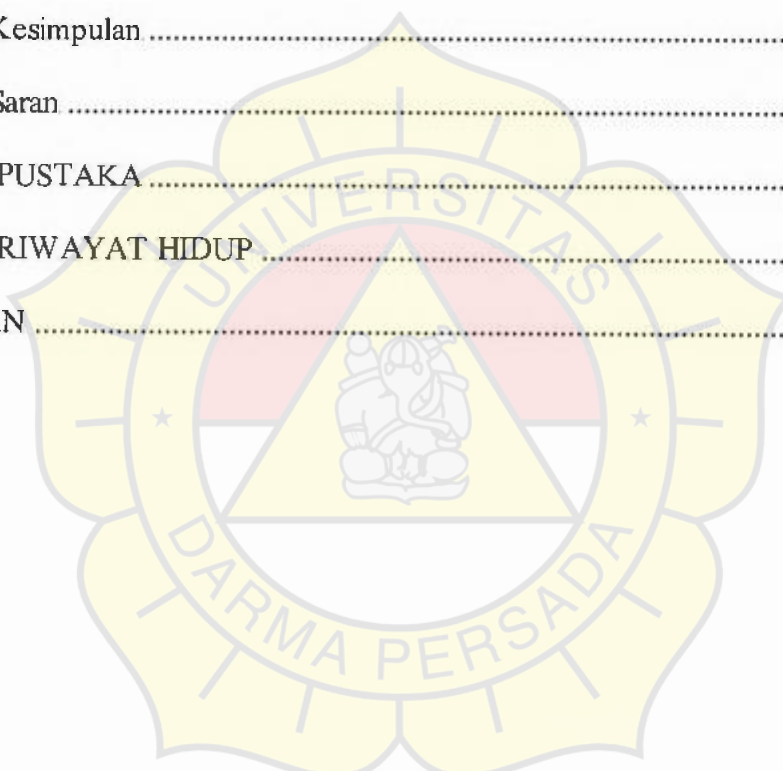 Kesimpulan ....................................................................................................
Saran ....................................................................................................
PUSTAKA ....................................................................................................
RIWAYAT HIDUP ....................................................................................................
N ....................................................................................................
UNIVERSITAS
DARMA PERSADA